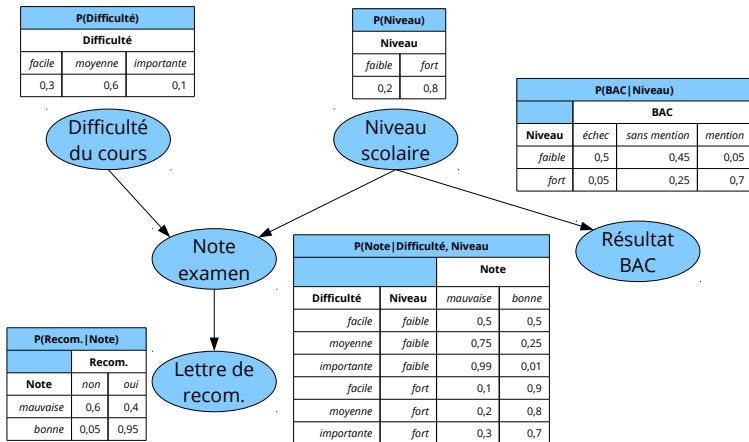 P(Difficulté)
Difficulté
facile moyenne importante
0,3 0,6 0,1
P(Niveau)
Niveau
faible fort
0,2 0,8
P(BAC|Niveau)
BAC
Niveau échec sans mention mention
faible 0,5 0,45 0,05
fort 0,05 0,25 0,7
Difficulté
du cours
Niveau
scolaire
Note
examen
Résultat
BAC
P(Note|Difficulté, Niveau
Note
Difficulté Niveau mauvaise bonne
facile faible 0,5 0,5
moyenne faible 0,75 0,25
importante faible 0,99 0,01
facile fort 0,1 0,9
moyenne fort 0,2 0,8
importante fort 0,3 0,7
P(Recom.|Note)
Recom.
Note non oui
mauvaise 0,6 0,4
bonne 0,05 0,95
Lettre de
recom.